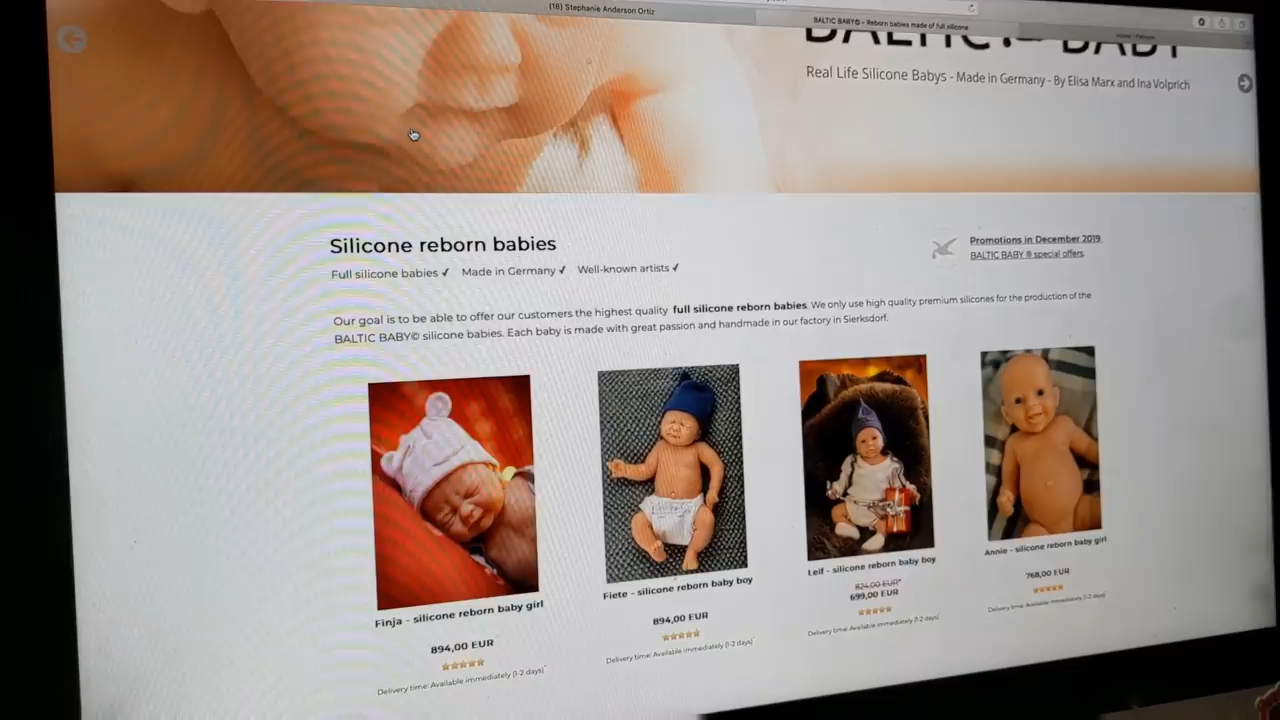 (18) Stephanie Anderson Ortiz
BALTIC BABY© - Reborn babies made of full silicone
Home | Patreon
BALTIC BABY
Real Life Silicone Babys - Made in Germany - By Elisa Marx and Ina Volprich
Silicone reborn babies
Full silicone babies ✓ Made in Germany ✓ Well-known artists ✓
Promotions in December 2019
BALTIC BABY ® special offers
Our goal is to be able to offer our customers the highest quality full silicone reborn babies. We only use high quality premium silicones for the production of the
BALTIC BABY© silicone babies. Each baby is made with great passion and handmade in our factory in Sierksdorf.
Finja - silicone reborn baby girl
894,00 EUR
Delivery time: Available immediately (1-2 days)*
Fiete - silicone reborn baby boy
894,00 EUR
Delivery time: Available immediately (1-2 days)*
Leif - silicone reborn baby boy
824,00 EUR*
699,00 EUR
Delivery time: Available immediately (1-2 days)*
Annie - silicone reborn baby girl
768,00 EUR
Delivery time: Available immediately (1-2 days)*